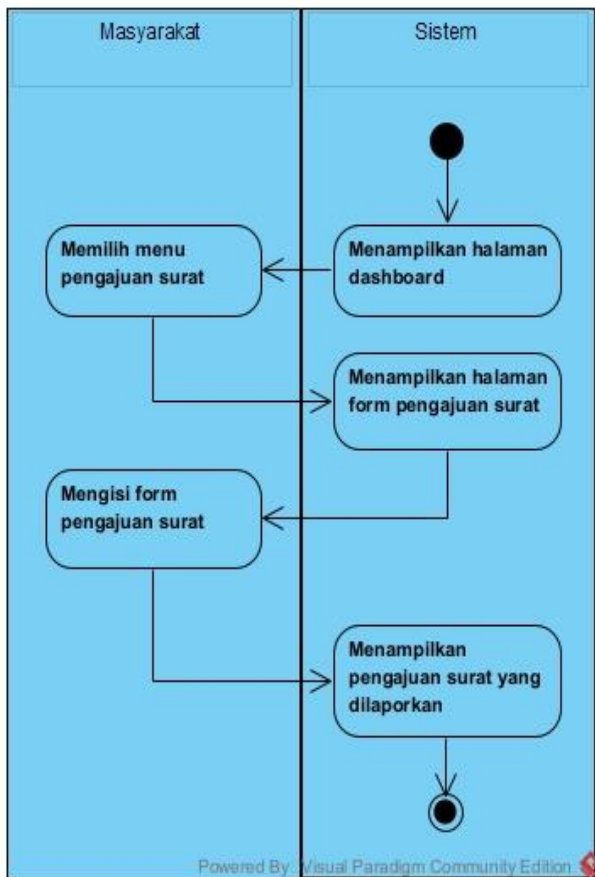 Masyarakat
Sistem
Menampilkan halaman
dashboard
Memilih menu
pengajuan surat
Menampilkan halaman
form pengajuan surat
Mengisi form
pengajuan surat
Menampilkan
pengajuan surat yang
dilaporkan
Powered By Visual Paradigm Community Edition